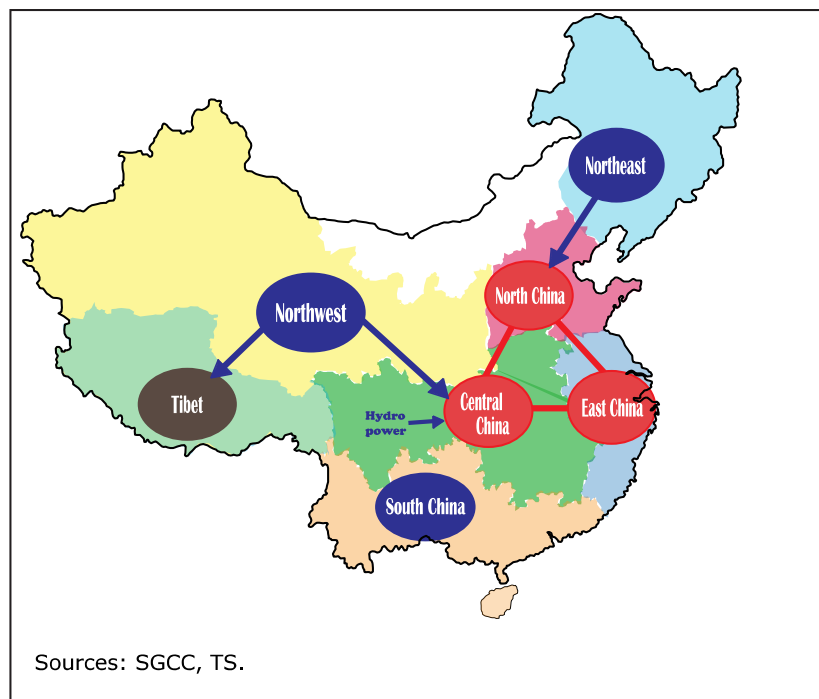 Northeast
North China
Northwest
Tibet
Central
China
East China
Hydro
power
South China
Sources: SGCC, TS.